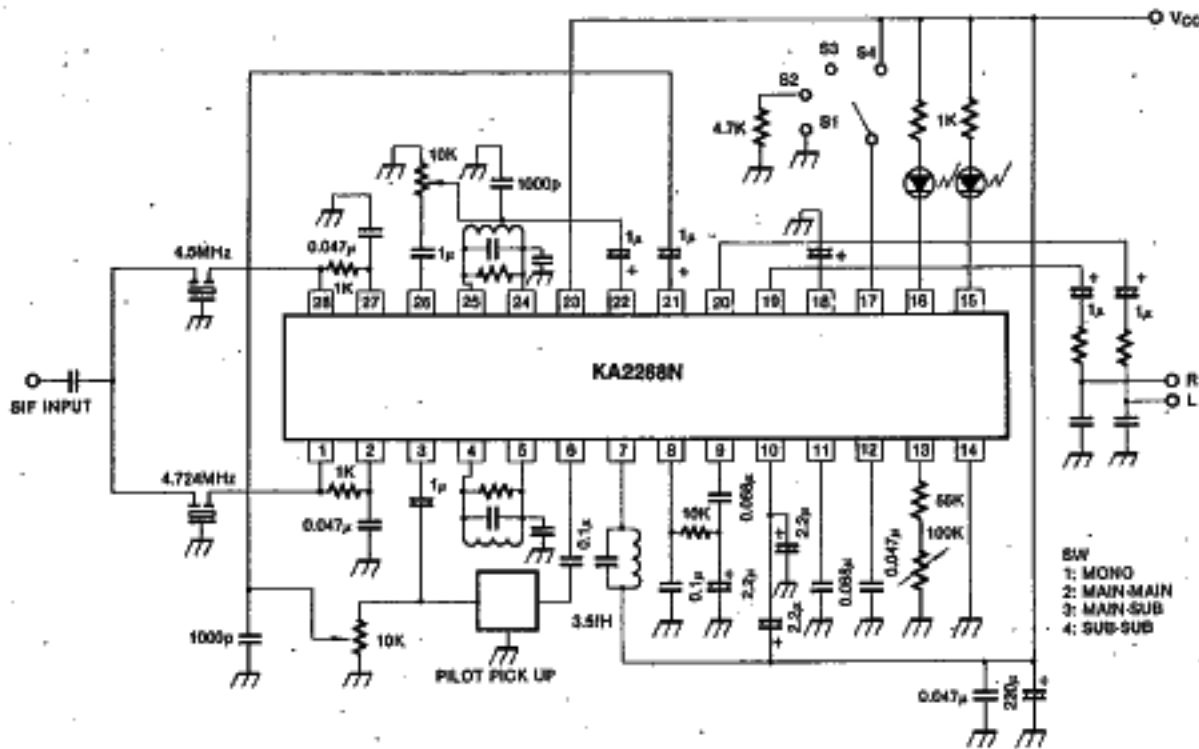 VCC
S3
S4
S2
S1
4.7K
1K
10K
1000p
0.047μ
1μ
1μ
1μ
4.5MHz
1K
28 27 26 25 24 23 22 21 20 19 18 17 16 15
1μ
1μ
KA2268N
SIF INPUT
R
L
1 2 3 4 5 6 7 8 9 10 11 12 13 14
4.724MHz
1K
1μ
0.047μ
0.1μ
3.5fH
10K
0.068μ
0.1μ
2.2μ
2.2μ
2.2μ
0.068μ
0.047μ
100K
SW
1: MONO
2: MAIN-MAIN
3: MAIN-SUB
4: SUB-SUB
1000p
10K
PILOT PICK UP
0.047μ
220μ